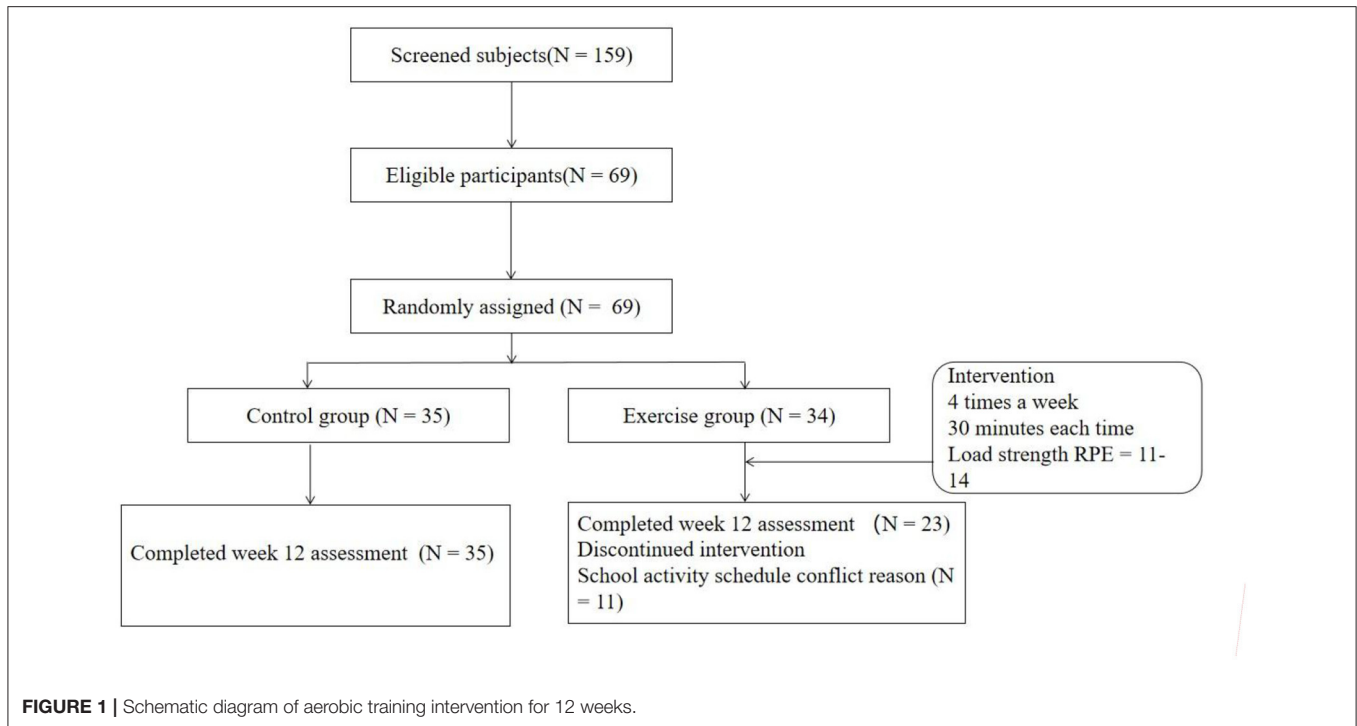 Screened subjects(N = 159)
Eligible participants(N = 69)
Randomly assigned (N = 69)
Control group (N = 35)
Exercise group (N = 34)
Intervention
4 times a week
30 minutes each time
Load strength RPE = 11-
14
Completed week 12 assessment (N = 35)
Completed week 12 assessment (N = 23)
Discontinued intervention
School activity schedule conflict reason (N
= 11)
FIGURE 1 | Schematic diagram of aerobic training intervention for 12 weeks.